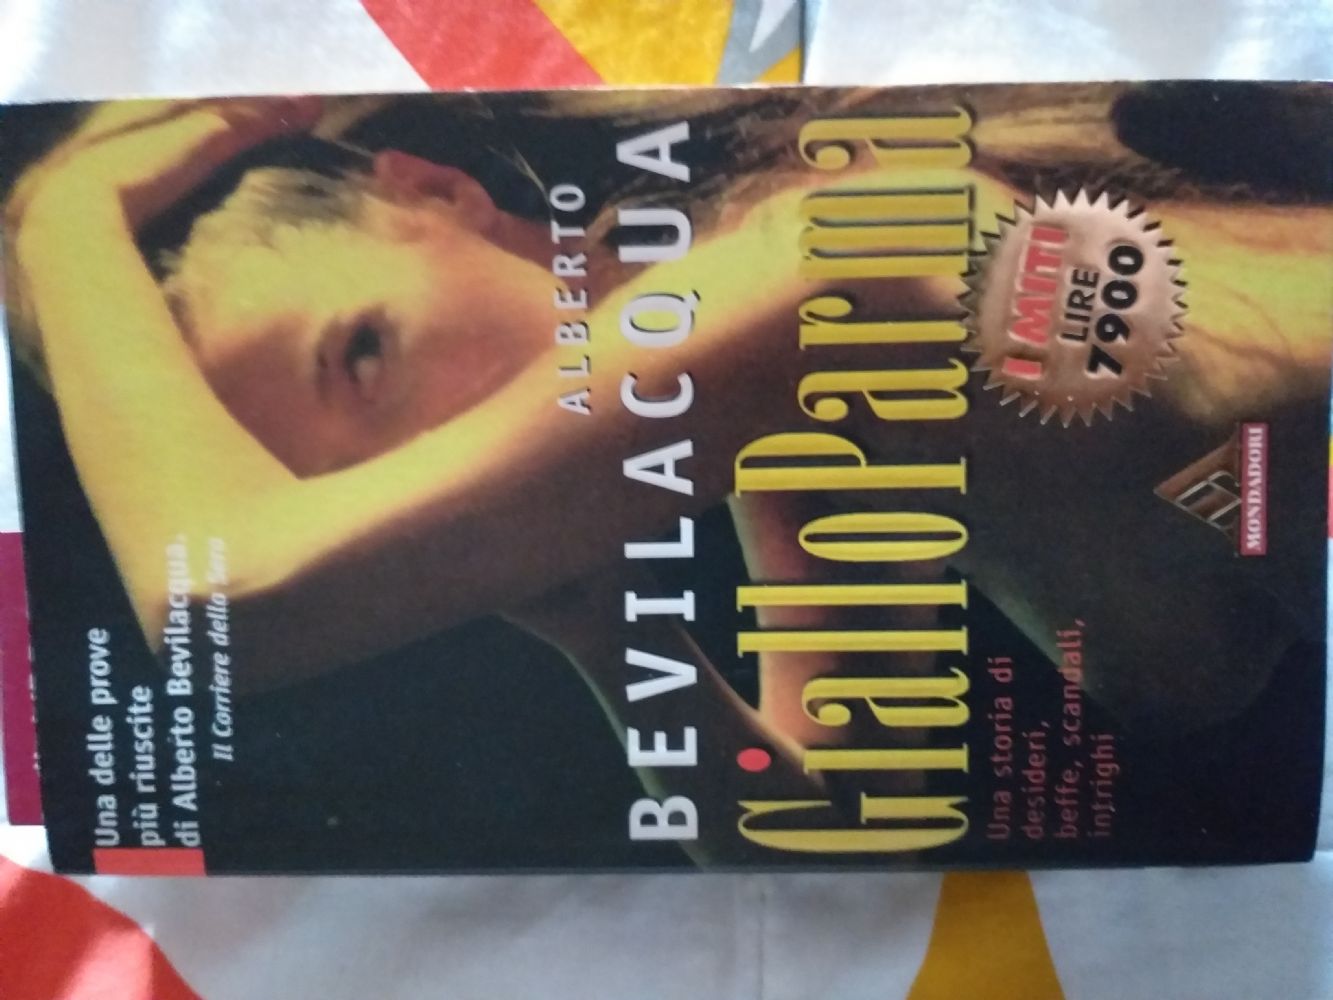 Una delle prove
più riuscite
di Alberto Bevilacqua.
Il Corriere della Sera
ALBERTO
BEVILACQUA
GialloParma
I MITI
LIRE
7900
Una storia di
desideri,
beffe, scandali,
intrighi
MONDADORI